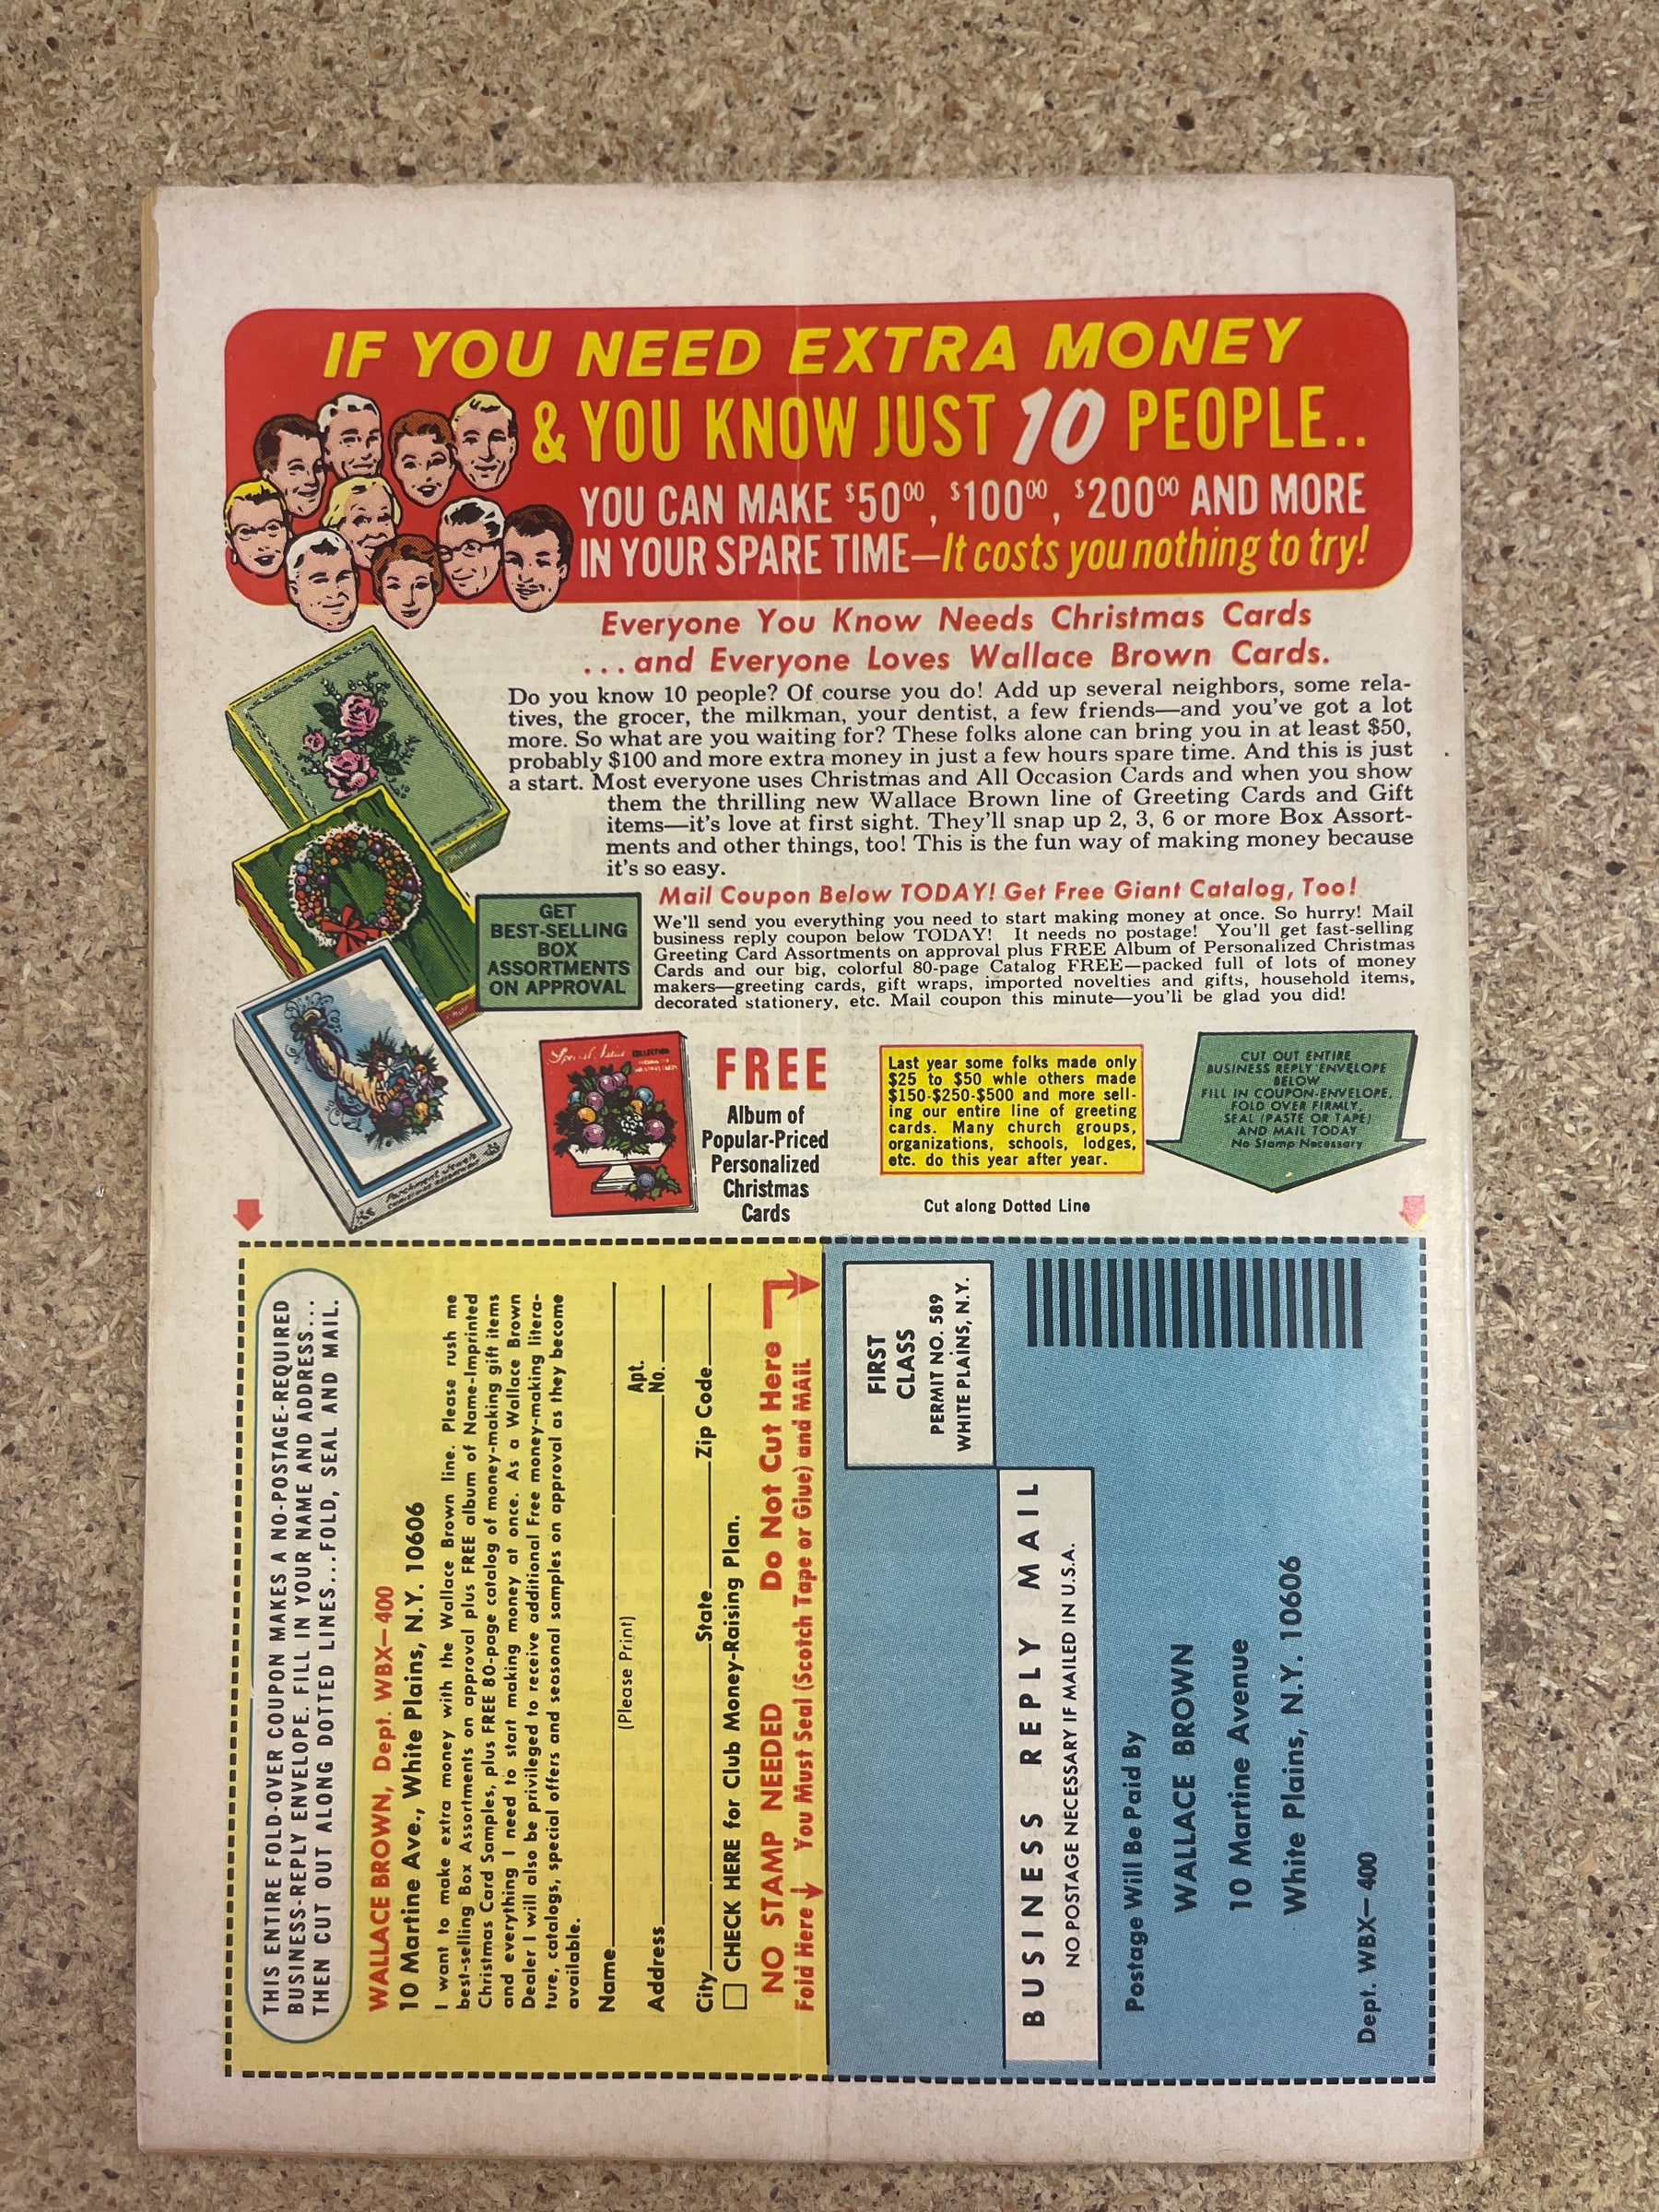 IF YOU NEED EXTRA MONEY
& YOU KNOW JUST 10 PEOPLE..
YOU CAN MAKE $50⁰⁰, $100⁰⁰, $200⁰⁰ AND MORE
IN YOUR SPARE TIME—It costs you nothing to try!
Everyone You Know Needs Christmas Cards
...and Everyone Loves Wallace Brown Cards.
Do you know 10 people? Of course you do! Add up several neighbors, some rela-
tives, the grocer, the milkman, your dentist, a few friends—and you've got a lot
more. So what are you waiting for? These folks alone can bring you in at least $50,
probably $100 and more extra money in just a few hours spare time. And this is just
a start. Most everyone uses Christmas and All Occasion Cards and when you show
them the thrilling new Wallace Brown line of Greeting Cards and Gift
items—it's love at first sight. They'll snap up 2, 3, 6 or more Box Assort-
ments and other things, too! This is the fun way of making money because
it's so easy.
GET
BEST-SELLING
BOX
ASSORTMENTS
ON APPROVAL
Mail Coupon Below TODAY! Get Free Giant Catalog, Too!
We'll send you everything you need to start making money at once. So hurry! Mail
business reply coupon below TODAY! It needs no postage! You'll get fast-selling
Greeting Card Assortments on approval plus FREE Album of Personalized Christmas
Cards and our big, colorful 80-page Catalog FREE—packed full of lots of money
makers—greeting cards, gift wraps, imported novelties and gifts, household items,
decorated stationery, etc. Mail coupon this minute—you'll be glad you did!
Special Issue
COLLECTION
FREE
Album of
Popular-Priced
Personalized
Christmas
Cards
Last year some folks made only
$25 to $50 whle others made
$150-$250-$500 and more sell-
ing our entire line of greeting
cards. Many church groups,
organizations, schools, lodges,
etc. do this year after year.
CUT OUT ENTIRE
BUSINESS REPLY ENVELOPE
BELOW
FILL IN COUPON-ENVELOPE,
FOLD OVER FIRMLY,
SEAL (PASTE OR TAPE)
AND MAIL TODAY
No Stamp Necessary
Parchment Jewels
Cut along Dotted Line
THIS ENTIRE FOLD-OVER COUPON MAKES A NO-POSTAGE-REQUIRED
BUSINESS-REPLY ENVELOPE. FILL IN YOUR NAME AND ADDRESS...
THEN CUT OUT ALONG DOTTED LINES...FOLD, SEAL AND MAIL.
WALLACE BROWN, Dept. WBX—400
10 Martine Ave., White Plains, N.Y. 10606
I want to make extra money with the Wallace Brown line. Please rush me
best-selling Box Assortments on approval plus FREE album of Name-Imprinted
Christmas Card Samples, plus FREE 80-page catalog of money-making gift items
and everything I need to start making money at once. As a Wallace Brown
Dealer I will also be privileged to receive additional Free money-making litera-
ture, catalogs, special offers and seasonal samples on approval as they become
available.
Name
(Please Print)
Address Apt. No.
City State Zip Code
CHECK HERE for Club Money-Raising Plan.
NO STAMP NEEDED Do Not Cut Here
Fold Here You Must Seal (Scotch Tape or Glue) and MAIL
FIRST
CLASS
PERMIT NO. 589
WHITE PLAINS, N.Y.
BUSINESS REPLY MAIL
NO POSTAGE NECESSARY IF MAILED IN U.S.A.
Postage Will Be Paid By
WALLACE BROWN
10 Martine Avenue
White Plains, N.Y. 10606
Dept. WBX—400